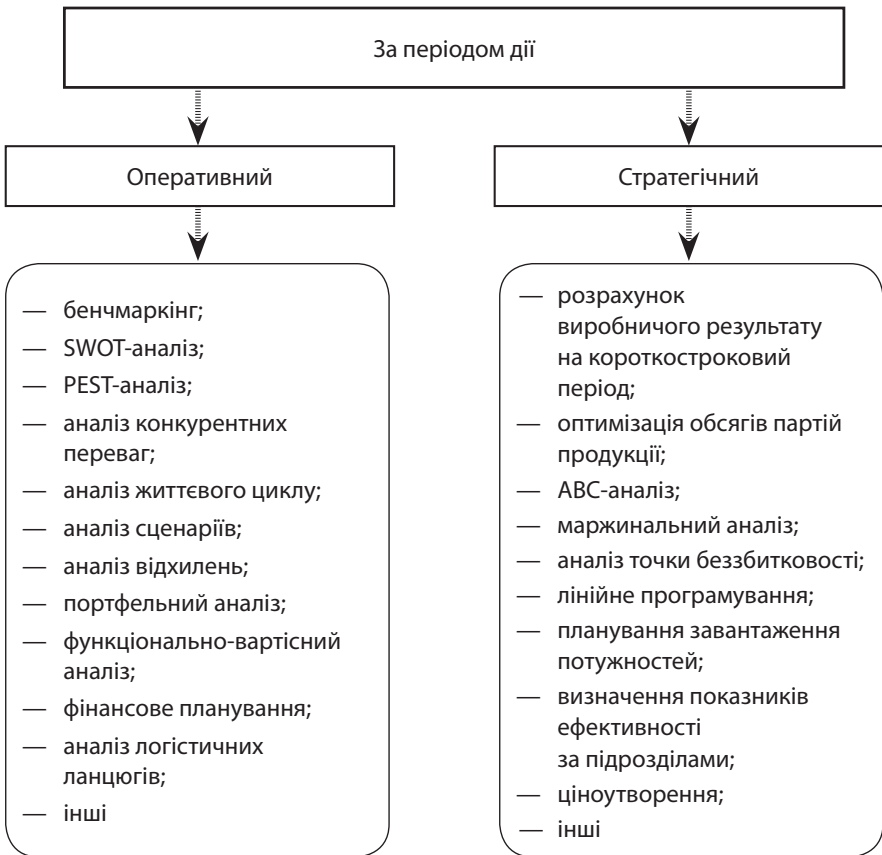 За періодом дії
Оперативний
Стратегічний
— бенчмаркінг;
— SWOT-аналіз;
— PEST-аналіз;
— аналіз конкурентних
переваг;
— аналіз життєвого циклу;
— аналіз сценаріїв;
— аналіз відхилень;
— портфельний аналіз;
— функціонально-вартісний
аналіз;
— фінансове планування;
— аналіз логістичних
ланцюгів;
— інші
— розрахунок
виробничого результату
на короткостроковий
період;
— оптимізація обсягів партій
продукції;
— АВС-аналіз;
— маржинальний аналіз;
— аналіз точки беззбитковості;
— лінійне програмування;
— планування завантаження
потужностей;
— визначення показників
ефективності
за підрозділами;
— ціноутворення;
— інші